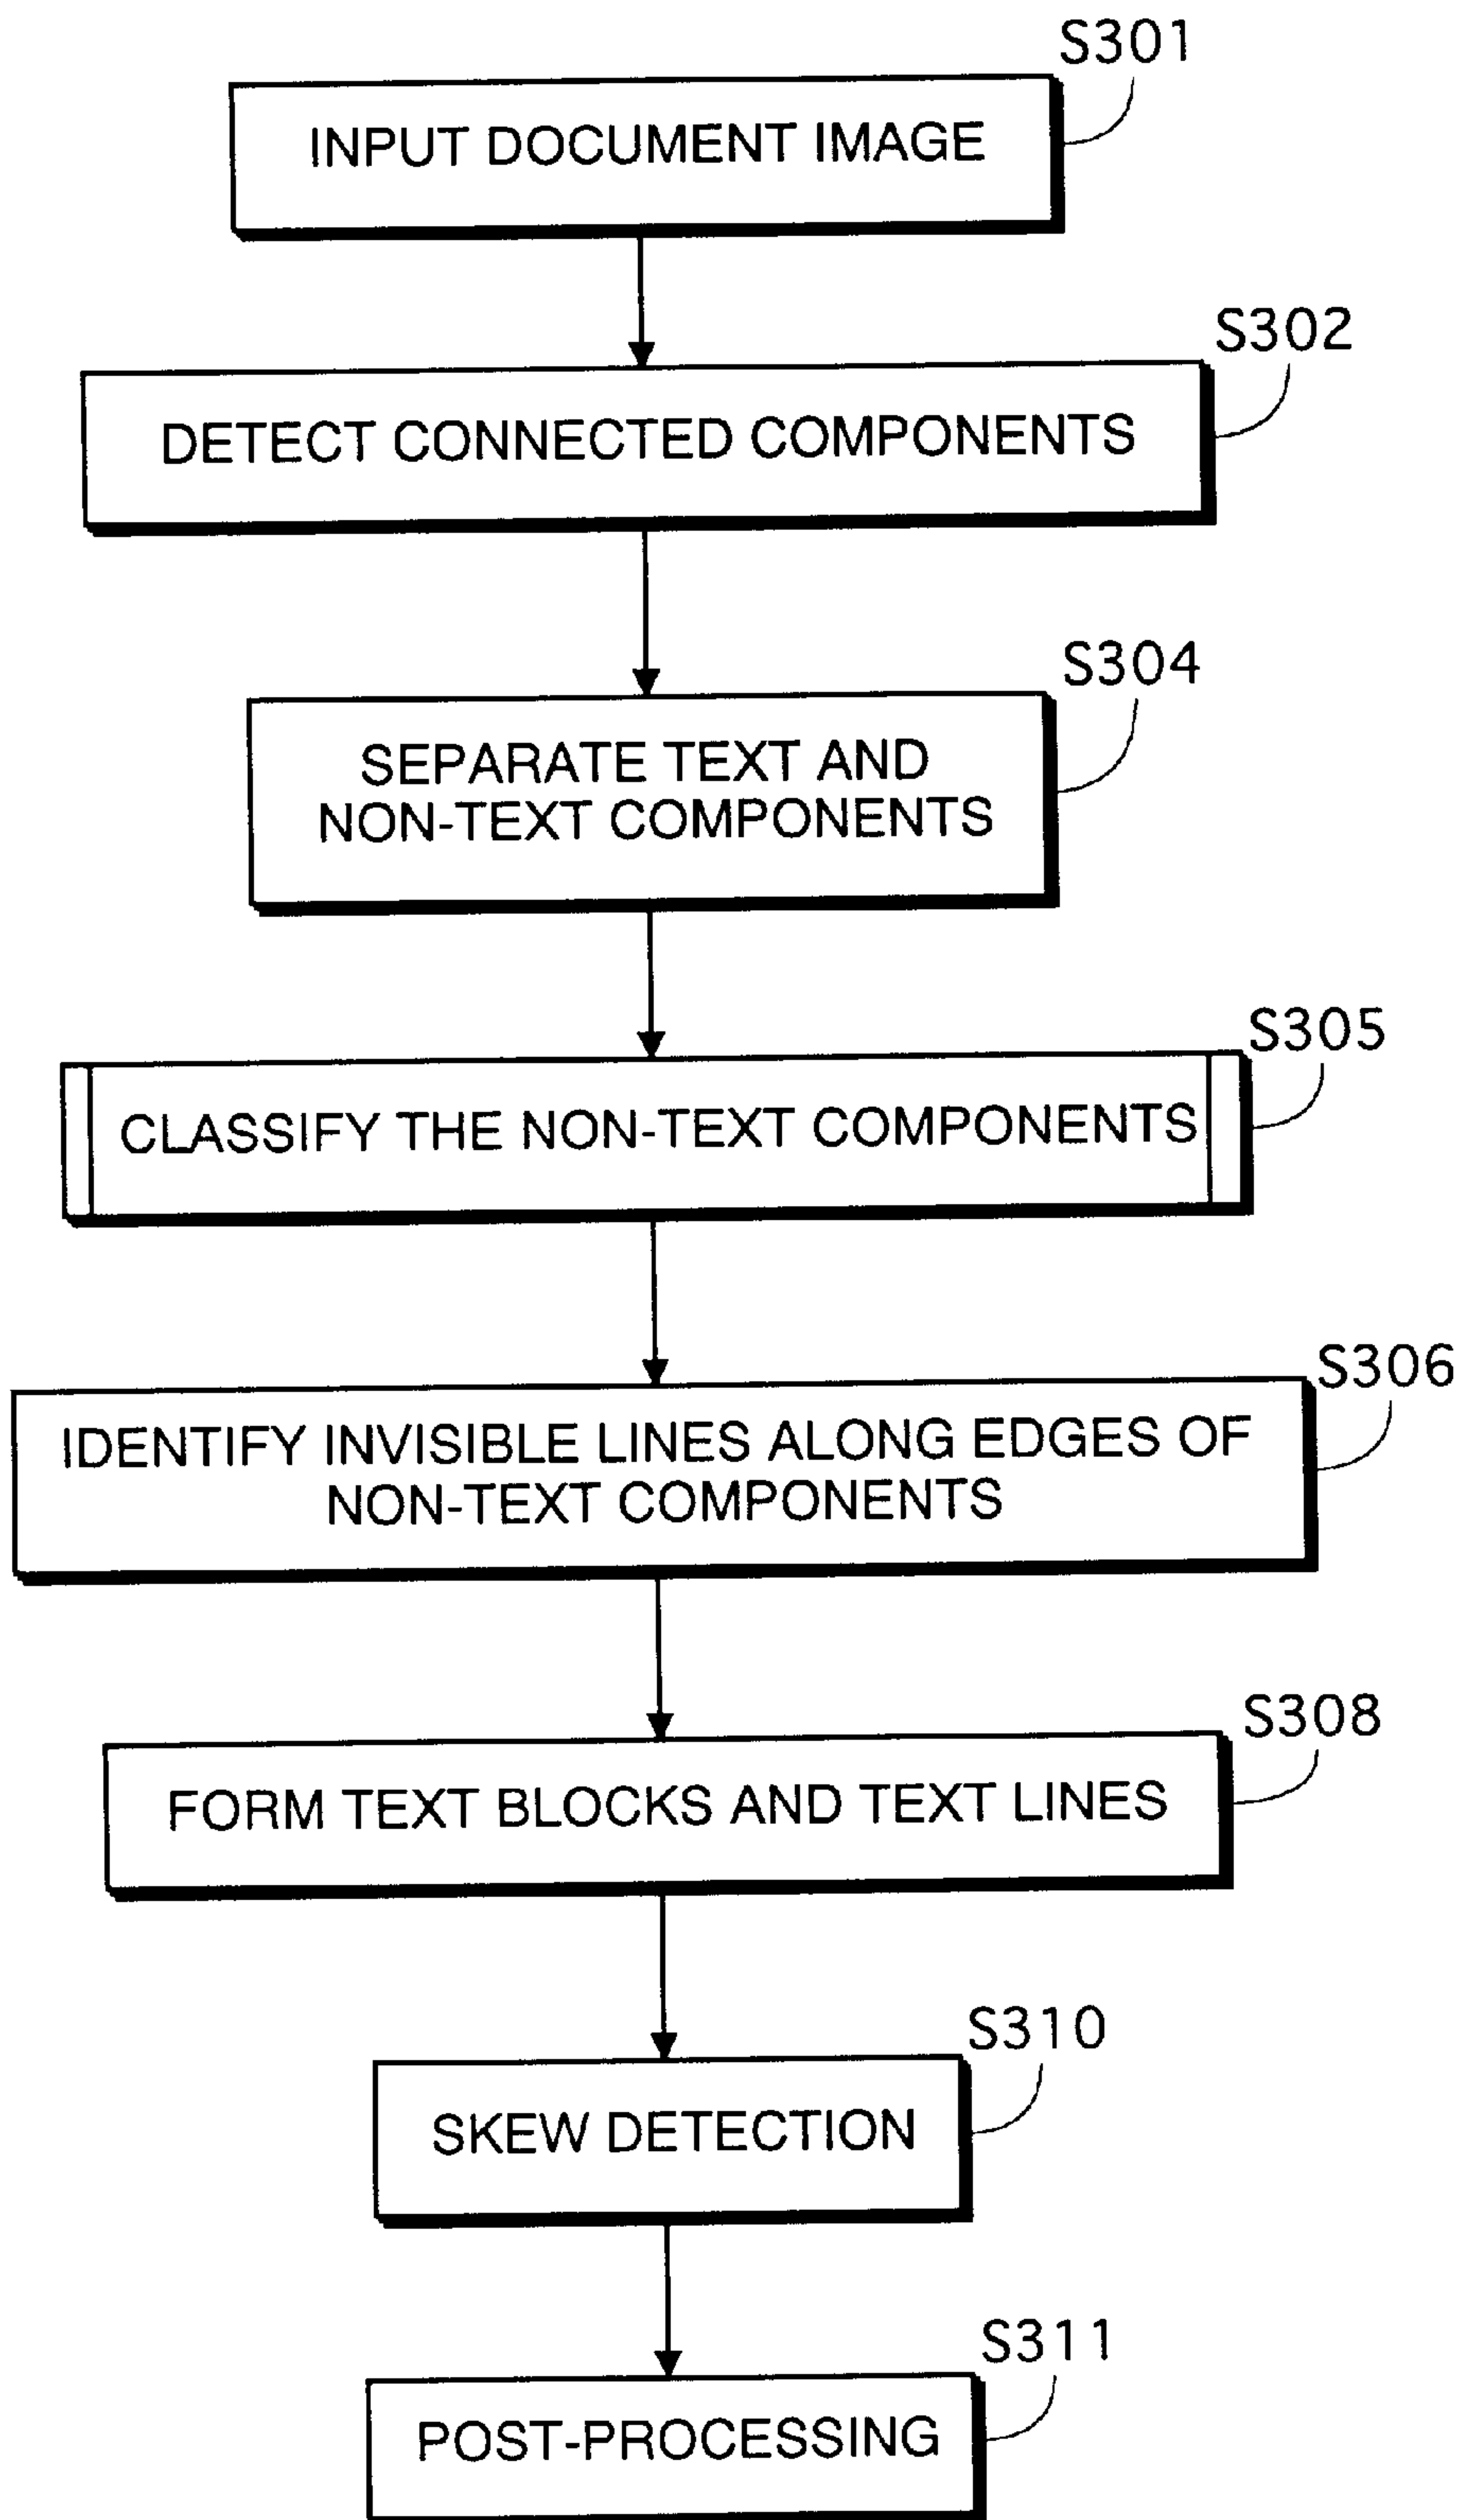 S301
INPUT DOCUMENT IMAGE
S302
DETECT CONNECTED COMPONENTS
S304
SEPARATE TEXT AND
NON-TEXT COMPONENTS
S305
CLASSIFY THE NON-TEXT COMPONENTS
S306
IDENTIFY INVISIBLE LINES ALONG EDGES OF
NON-TEXT COMPONENTS
S308
FORM TEXT BLOCKS AND TEXT LINES
S310
SKEW DETECTION
S311
POST-PROCESSING